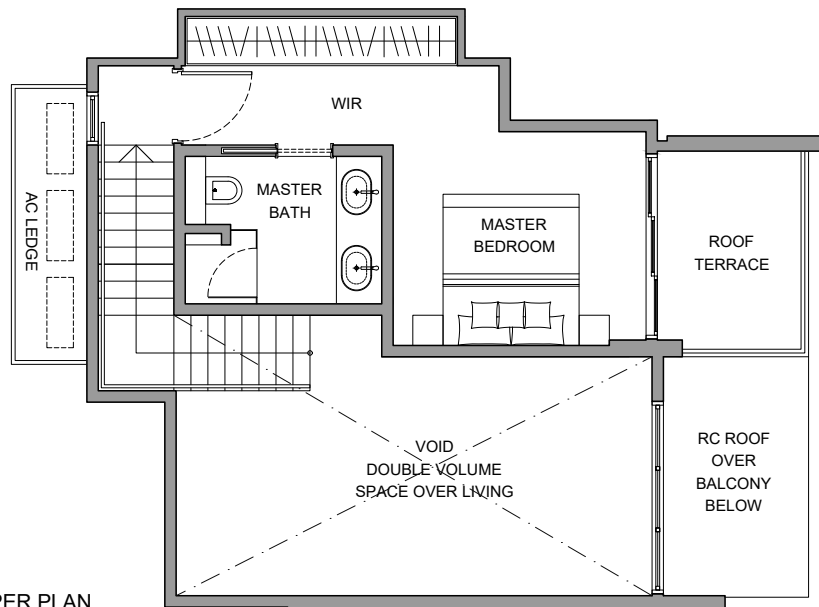 WIR
MASTER
BATH
AC LEDGE
MASTER
BEDROOM
ROOF
TERRACE
VOID
DOUBLE VOLUME
SPACE OVER LIVING
RC ROOF
OVER
BALCONY
BELOW
PER PLAN